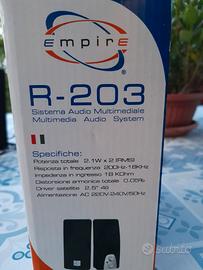 EMPIRE
R-203
Sistema Audio Multimediale
Multimedia Audio System
Specifiche:
Potenza totale 2.1W x 2 (RMS)
Risposta in frequenza 200Hz-18KHz
Impedenza in ingresso 18 KOhm
Distorsione armonica totale 0.05%
Driver satellite 2.5" 4Ω
Alimentazione AC 220V-240V/50Hz
Subito